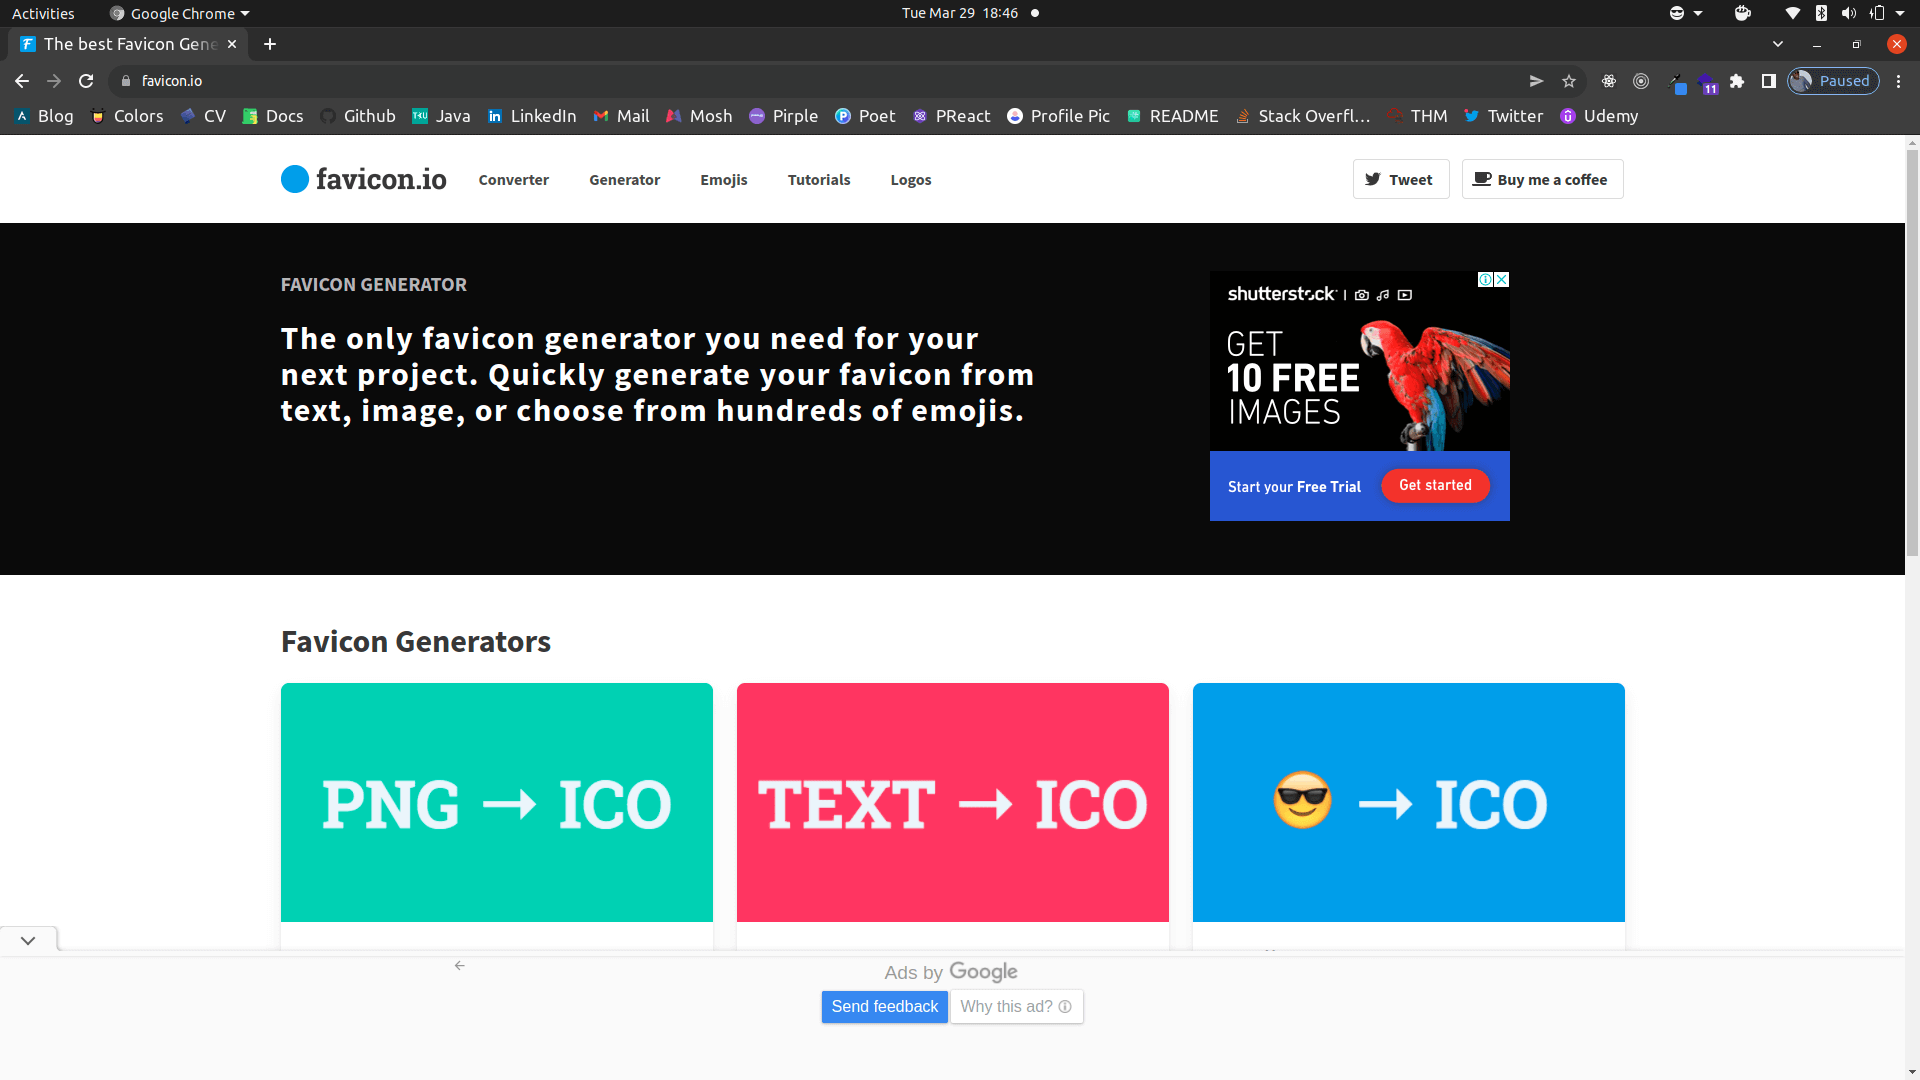 Activities
Google Chrome
Tue Mar 29 18:46
The best Favicon Gene
favicon.io
11
Paused
Blog
Colors
CV
Docs
Github
Java
LinkedIn
Mail
Mosh
Pirple
Poet
PReact
Profile Pic
README
Stack Overfl...
THM
Twitter
Udemy
favicon.io
Converter
Generator
Emojis
Tutorials
Logos
Tweet
Buy me a coffee
FAVICON GENERATOR
The only favicon generator you need for your
next project. Quickly generate your favicon from
text, image, or choose from hundreds of emojis.
shutterstock
GET
10 FREE
IMAGES
Start your Free Trial
Get started
Favicon Generators
PNG → ICO
TEXT → ICO
😎 → ICO
Ads by Google
Send feedback
Why this ad?